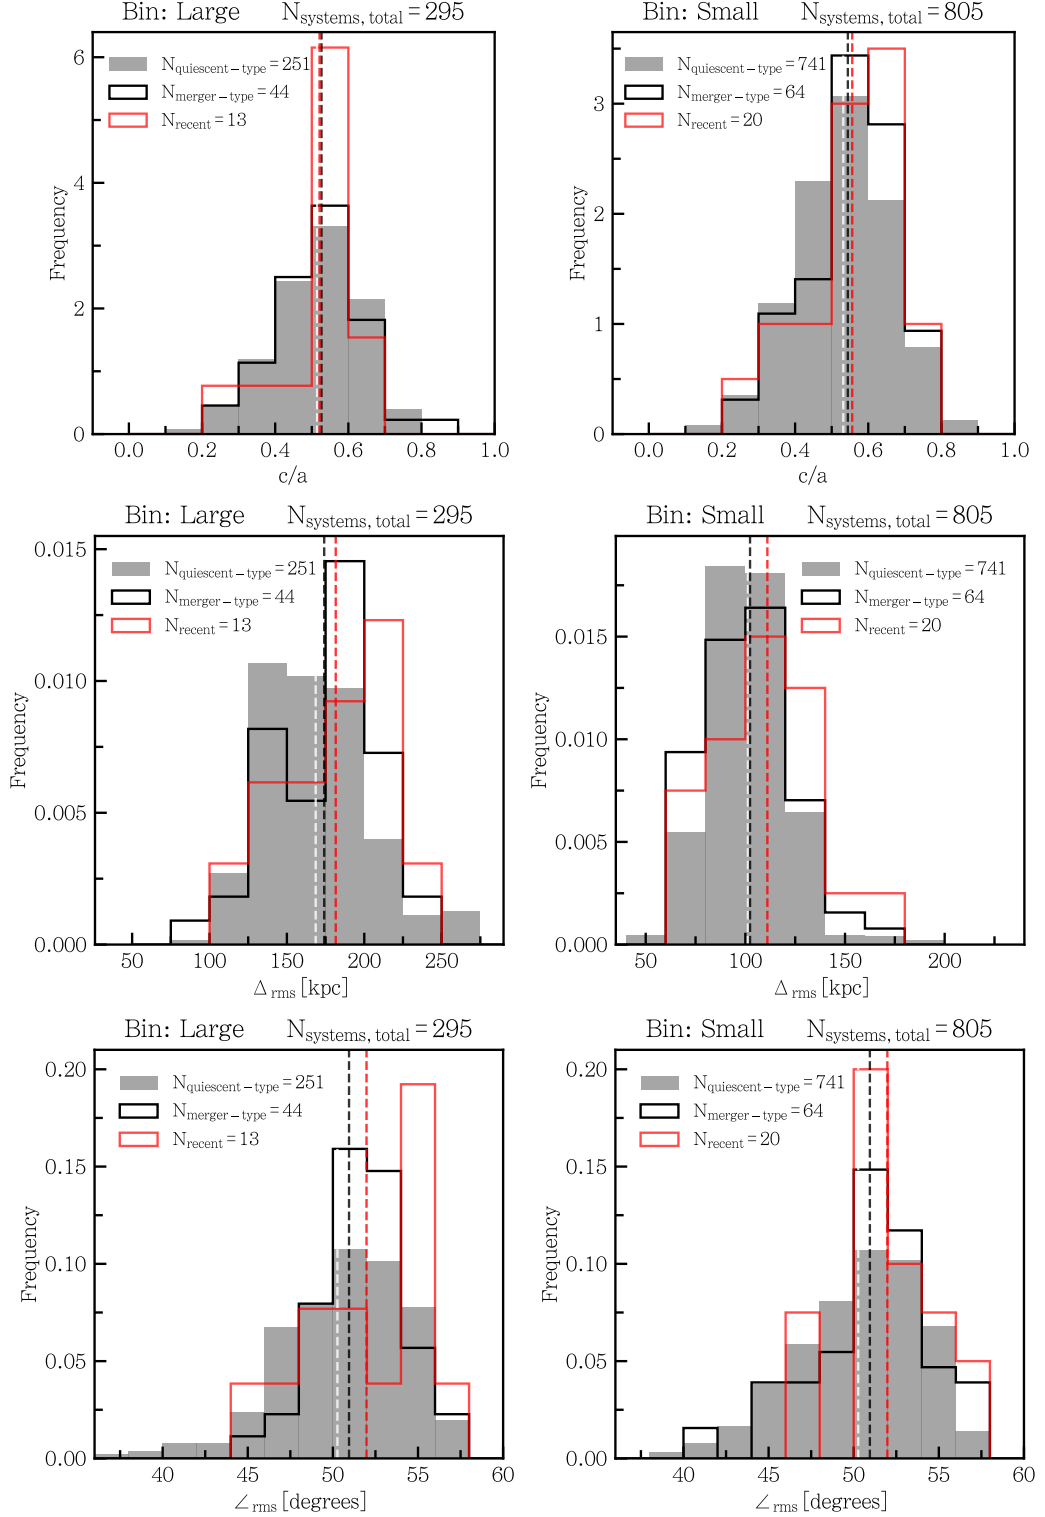 Bin: Large N_systems, total = 295
N_quiescent-type = 251
N_merger-type = 44
N_recent = 13
Frequency
6
4
2
0
0.0 0.2 0.4 0.6 0.8 1.0
c/a
Bin: Small N_systems, total = 805
N_quiescent-type = 741
N_merger-type = 64
N_recent = 20
Frequency
3
2
1
0
0.0 0.2 0.4 0.6 0.8 1.0
c/a
Bin: Large N_systems, total = 295
N_quiescent-type = 251
N_merger-type = 44
N_recent = 13
Frequency
0.015
0.010
0.005
0.000
50 100 150 200 250
Δ_rms [kpc]
Bin: Small N_systems, total = 805
N_quiescent-type = 741
N_merger-type = 64
N_recent = 20
Frequency
0.015
0.010
0.005
0.000
50 100 150 200
Δ_rms [kpc]
Bin: Large N_systems, total = 295
N_quiescent-type = 251
N_merger-type = 44
N_recent = 13
Frequency
0.20
0.15
0.10
0.05
0.00
40 45 50 55 60
∠_rms [degrees]
Bin: Small N_systems, total = 805
N_quiescent-type = 741
N_merger-type = 64
N_recent = 20
Frequency
0.20
0.15
0.10
0.05
0.00
40 45 50 55 60
∠_rms [degrees]